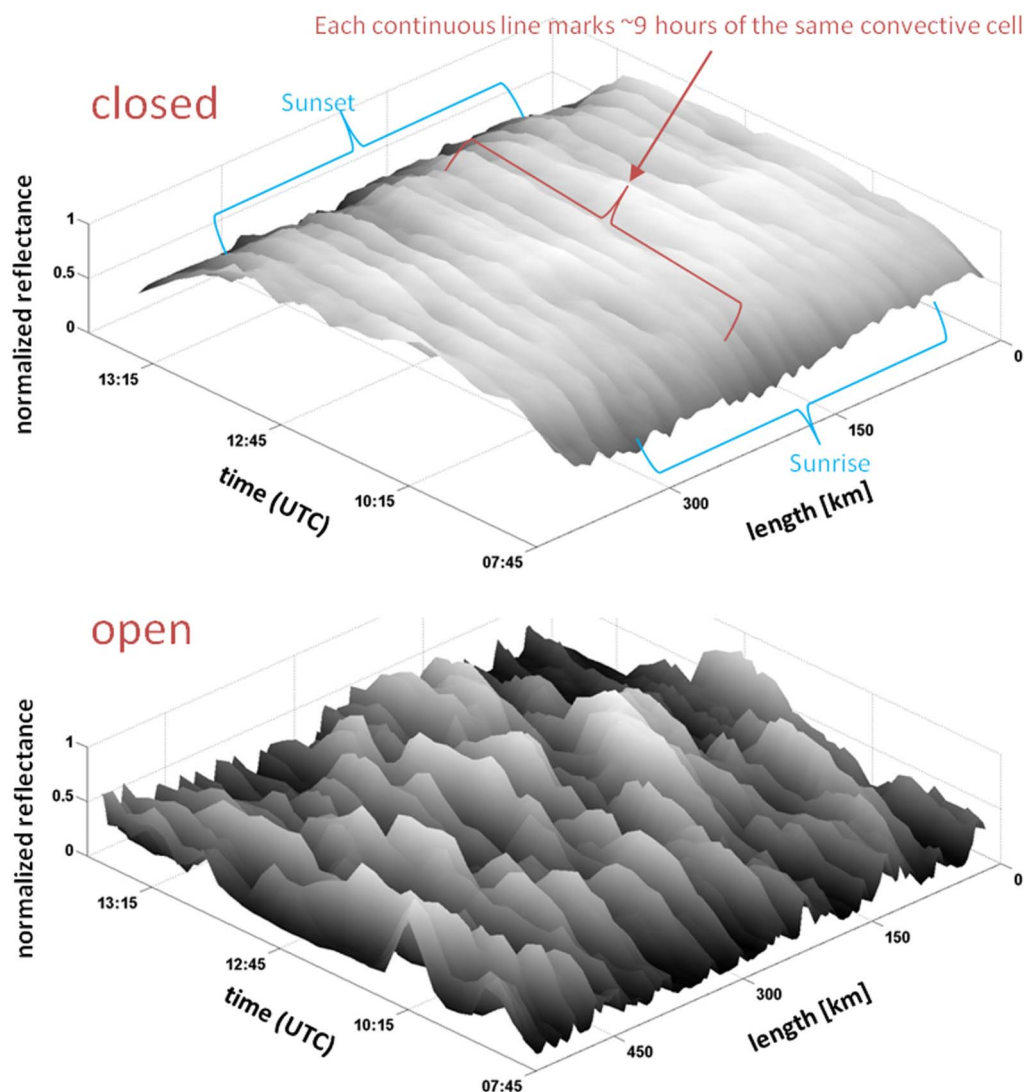 Each continuous line marks ~9 hours of the same convective cell
closed
Sunset
normalized reflectance
1
0.5
0
13:15
12:45
10:15
07:45
time (UTC)
0
150
300
length [km]
Sunrise
open
normalized reflectance
1
0.5
0
13:15
12:45
10:15
07:45
time (UTC)
0
150
300
450
length [km]